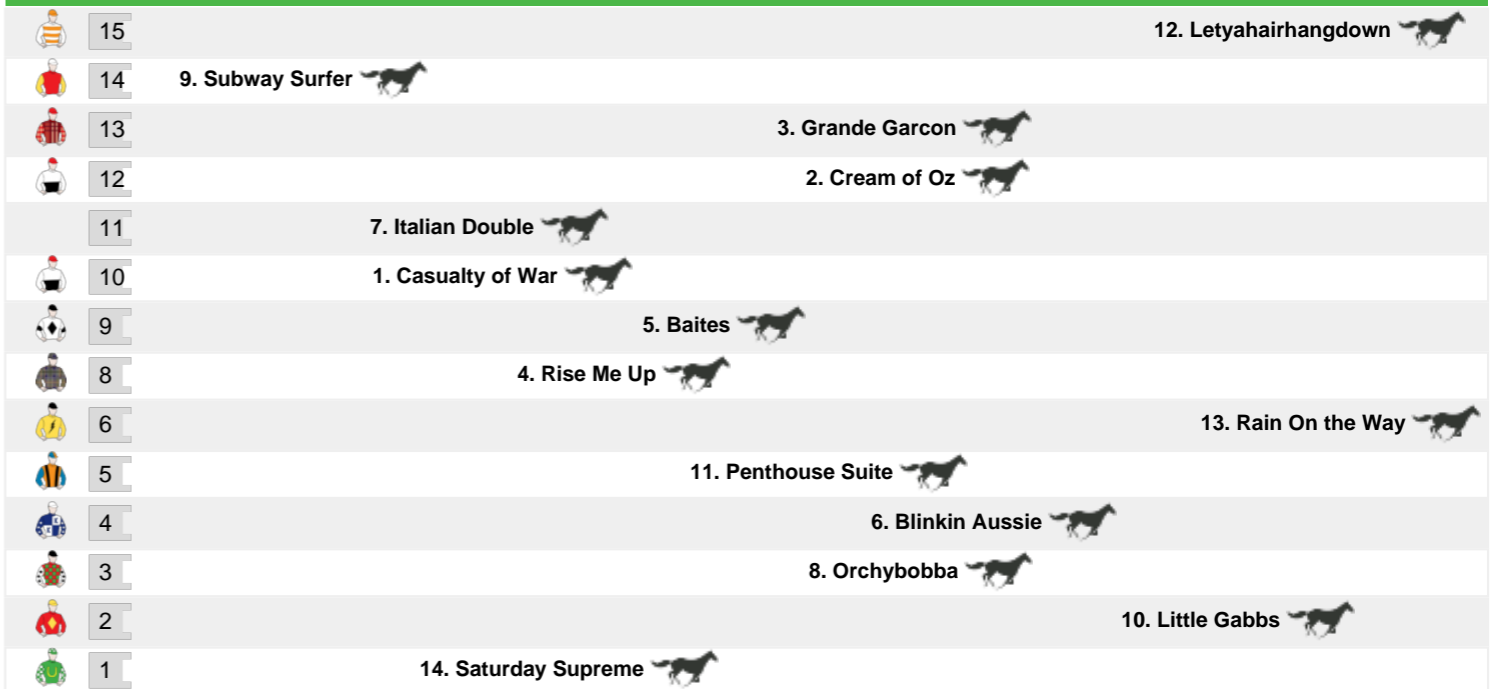 15 12. Letyahairhangdown
14 9. Subway Surfer
13 3. Grande Garcon
12 2. Cream of Oz
11 7. Italian Double
10 1. Casualty of War
9 5. Baites
8 4. Rise Me Up
6 13. Rain On the Way
5 11. Penthouse Suite
4 6. Blinkin Aussie
3 8. Orchybobba
2 10. Little Gabbs
1 14. Saturday Supreme